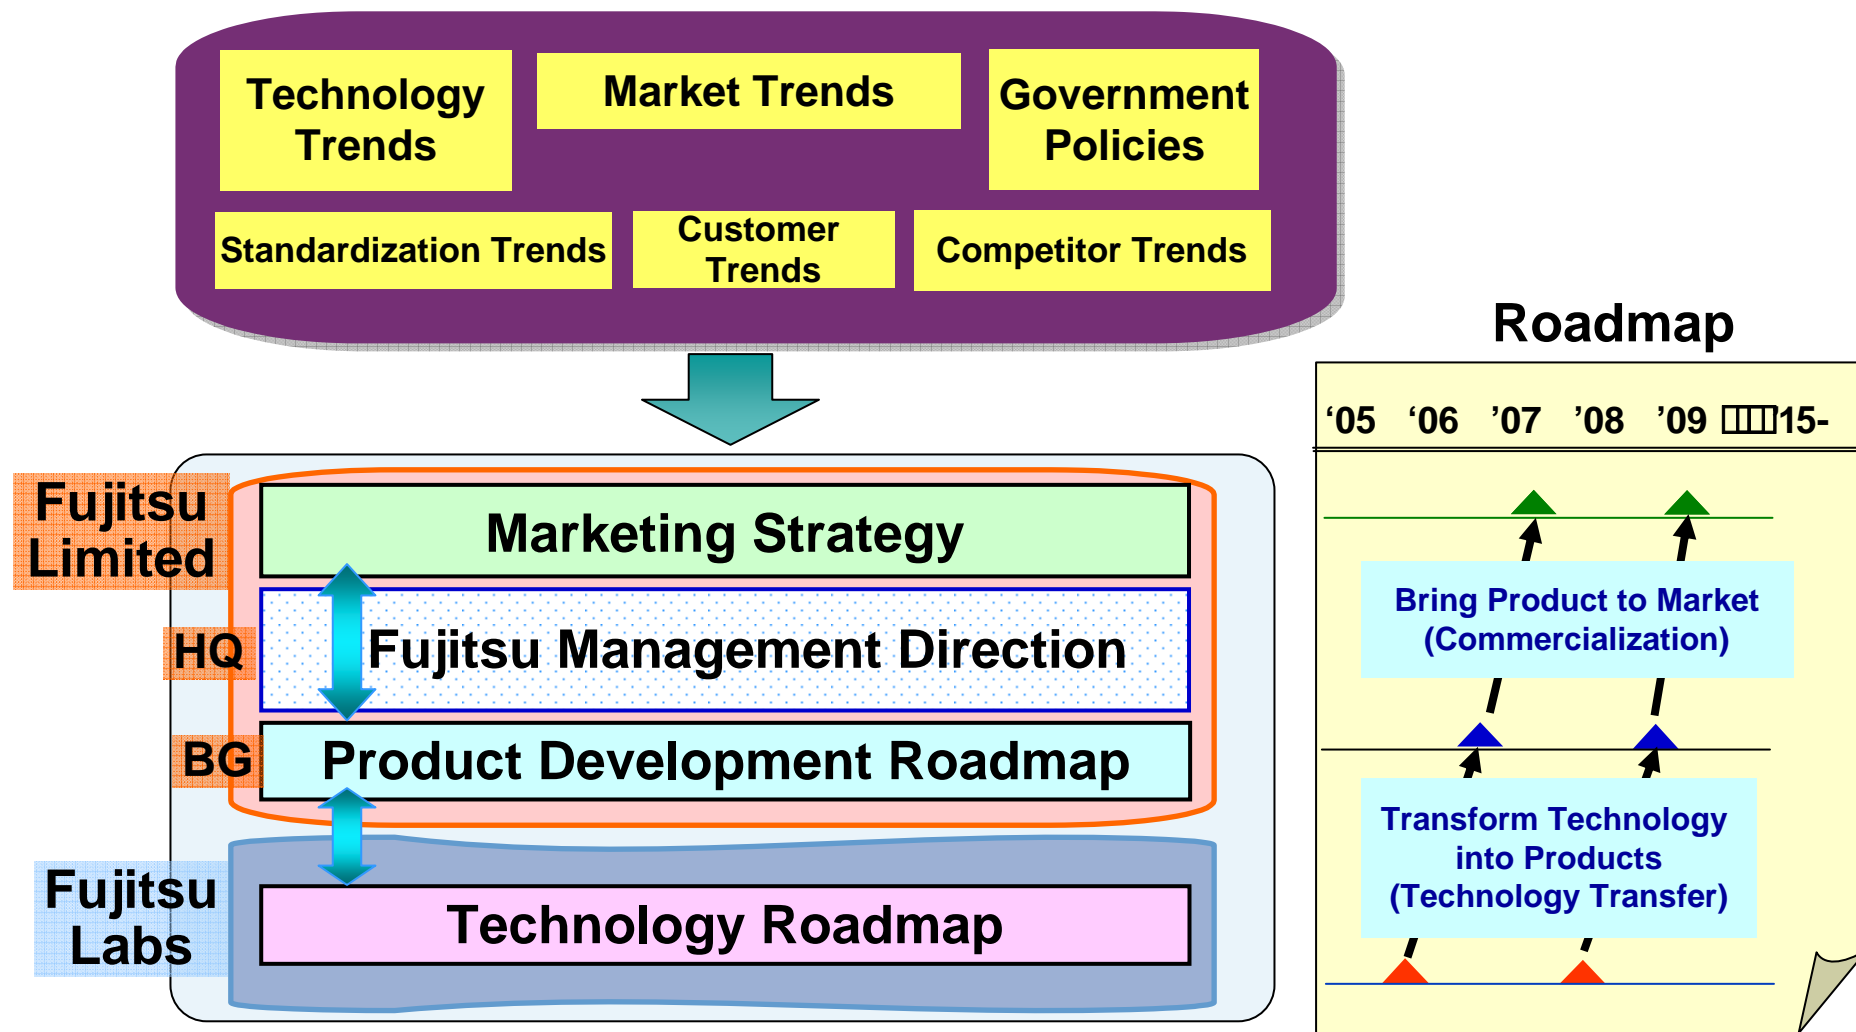 Technology
Trends
Market Trends
Government
Policies
Standardization Trends
Customer
Trends
Competitor Trends
Roadmap
‘05 ‘06 ’07 ’08 ’09 15-
Fujitsu
Limited
Marketing Strategy
HQ
Fujitsu Management Direction
BG
Product Development Roadmap
Fujitsu
Labs
Technology Roadmap
Bring Product to Market
(Commercialization)
Transform Technology
into Products
(Technology Transfer)